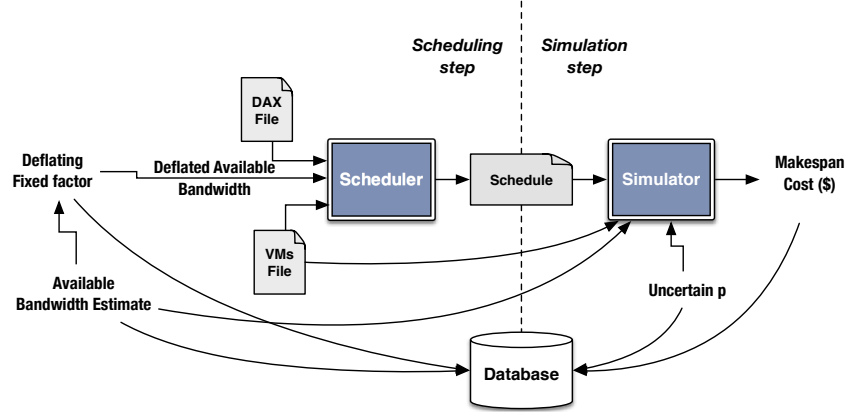 Scheduling
step
Simulation
step
DAX
File
Deflating
Fixed factor
Deflated Available
Bandwidth
Scheduler
Schedule
Simulator
Makespan
Cost ($)
VMs
File
Available
Bandwidth Estimate
Uncertain p
Database